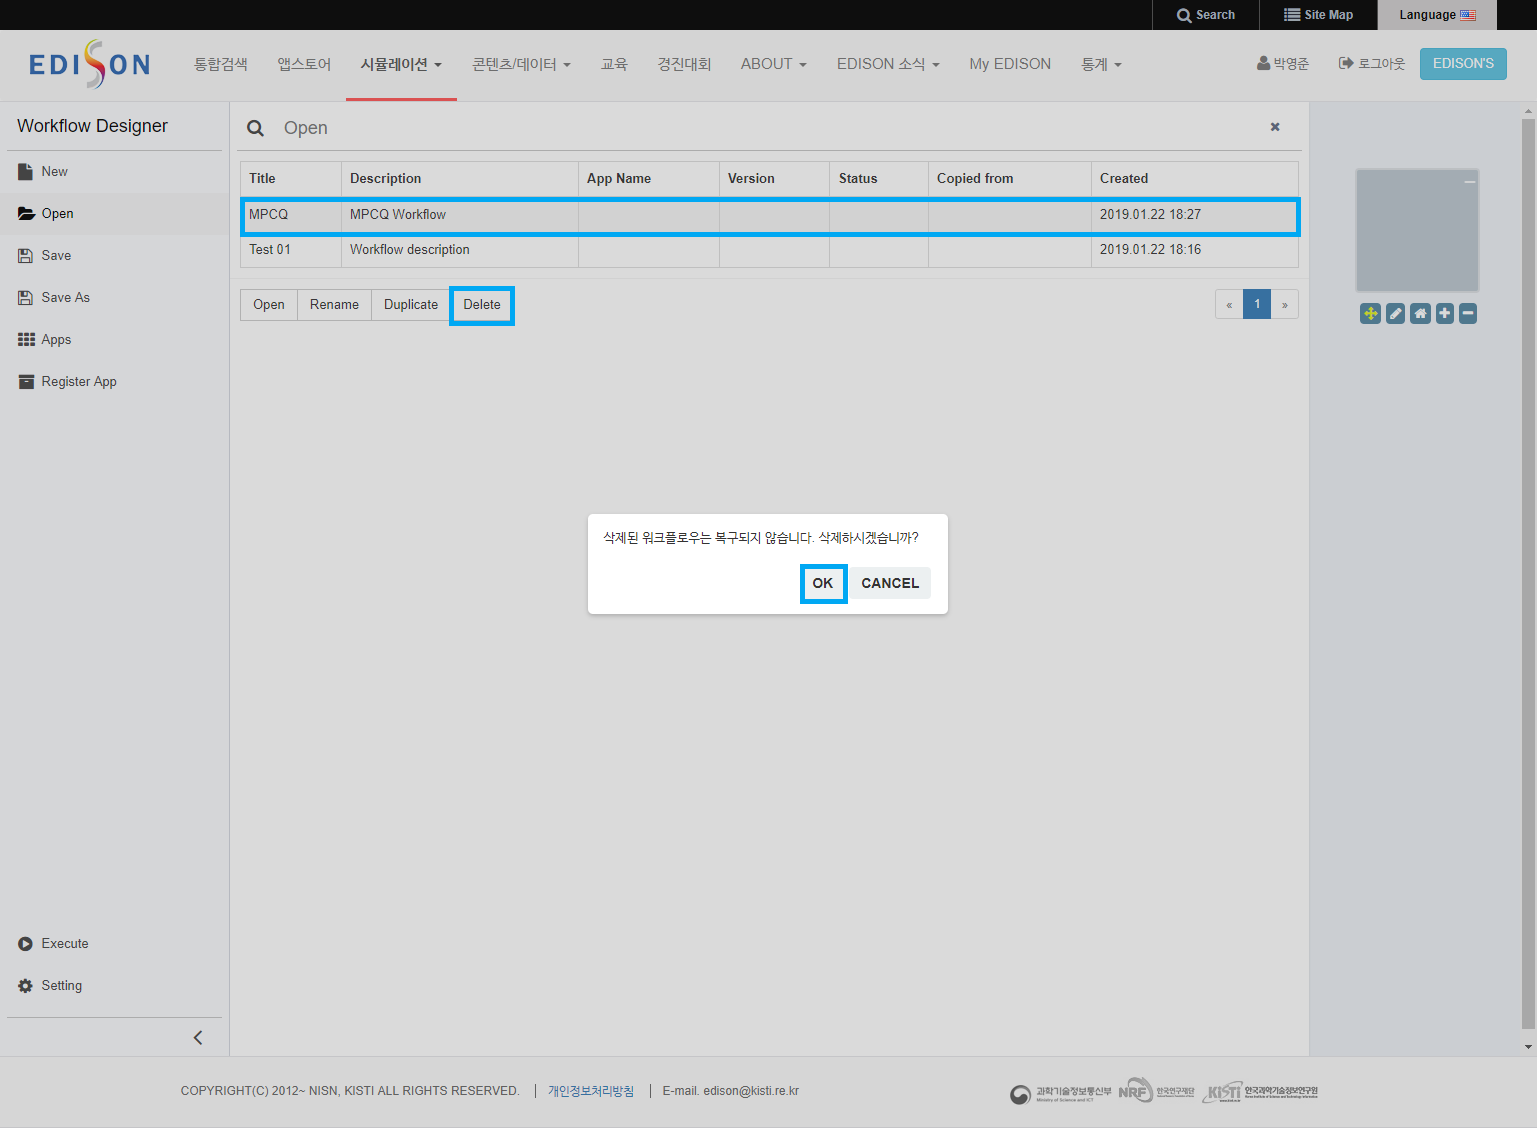 Search
Site Map
Language
EDISON
통합검색
앱스토어
시뮬레이션
콘텐츠/데이터
교육
경진대회
ABOUT
EDISON 소식
My EDISON
통계
박영준
로그아웃
EDISON'S
Workflow Designer
New
Open
Save
Save As
Apps
Register App
Execute
Setting
Open
Title Description App Name Version Status Copied from Created
MPCQ MPCQ Workflow 2019.01.22 18:27
Test 01 Workflow description 2019.01.22 18:16
Open Rename Duplicate Delete
« 1 »
삭제된 워크플로우는 복구되지 않습니다. 삭제하시겠습니까?
OK CANCEL
COPYRIGHT(C) 2012~ NISN, KISTI ALL RIGHTS RESERVED. 개인정보처리방침 E-mail. edison@kisti.re.kr
과학기술정보통신부
Ministry of Science and ICT
NRF 한국연구재단
KiSTi 한국과학기술정보연구원